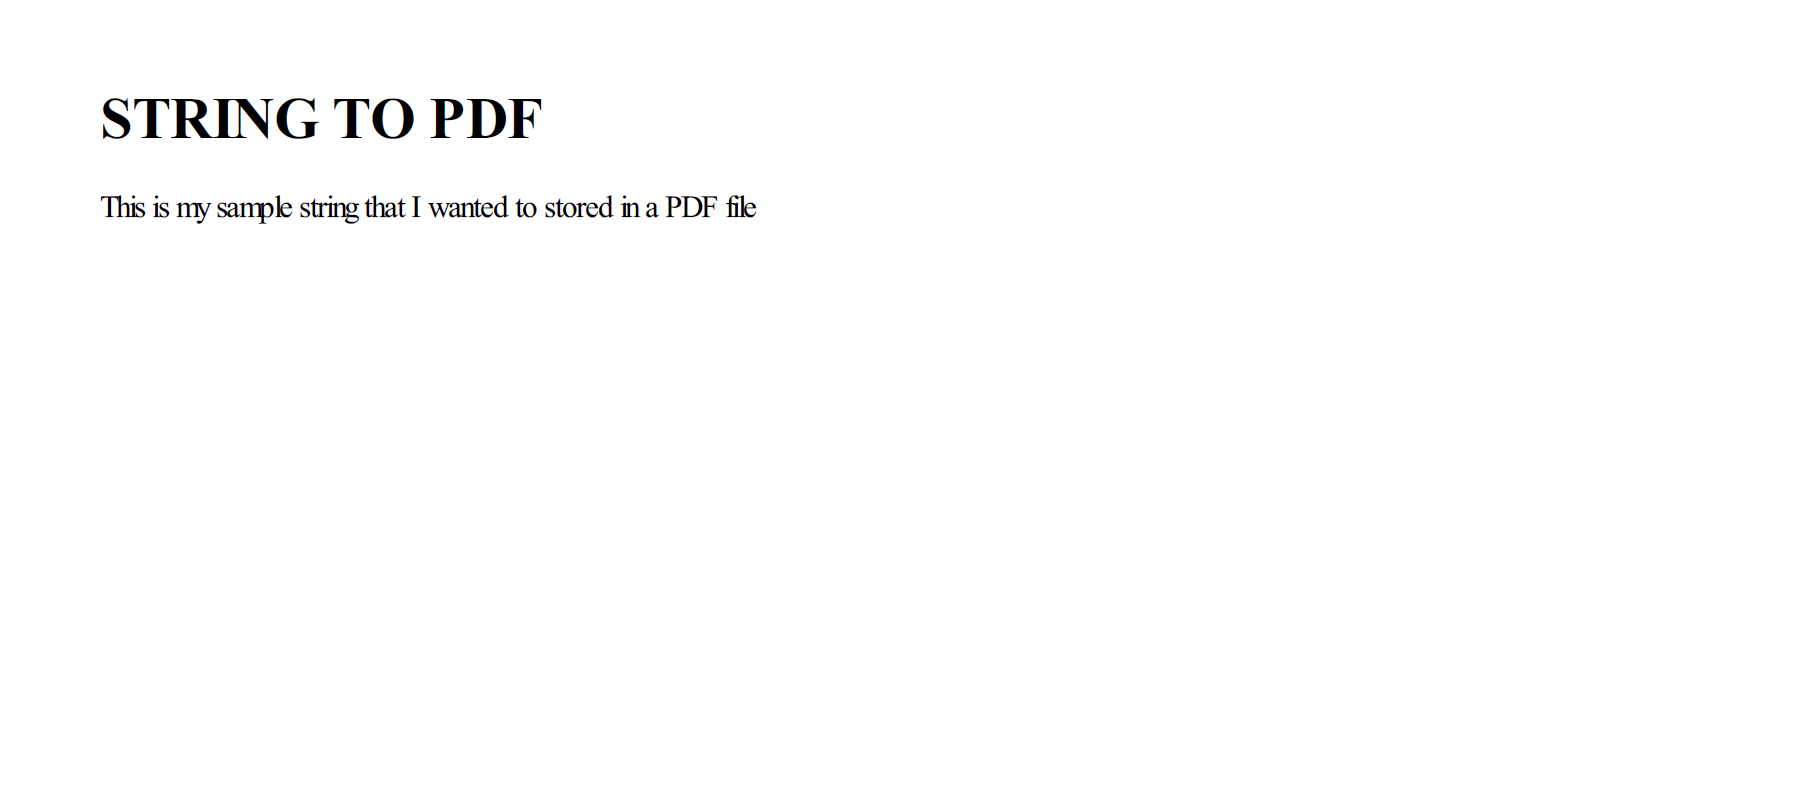 STRING TO PDF
This is my sample string that I wanted to stored in a PDF file